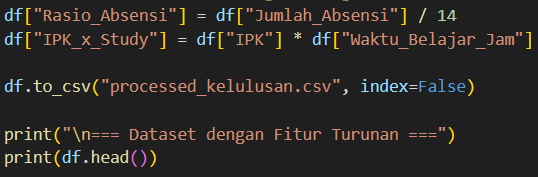 df["Rasio_Absensi"] = df["Jumlah_Absensi"] / 14
df["IPK_x_Study"] = df["IPK"] * df["Waktu_Belajar_Jam"]
df.to_csv("processed_kelulusan.csv", index=False)
print("\n=== Dataset dengan Fitur Turunan ===")
print(df.head())